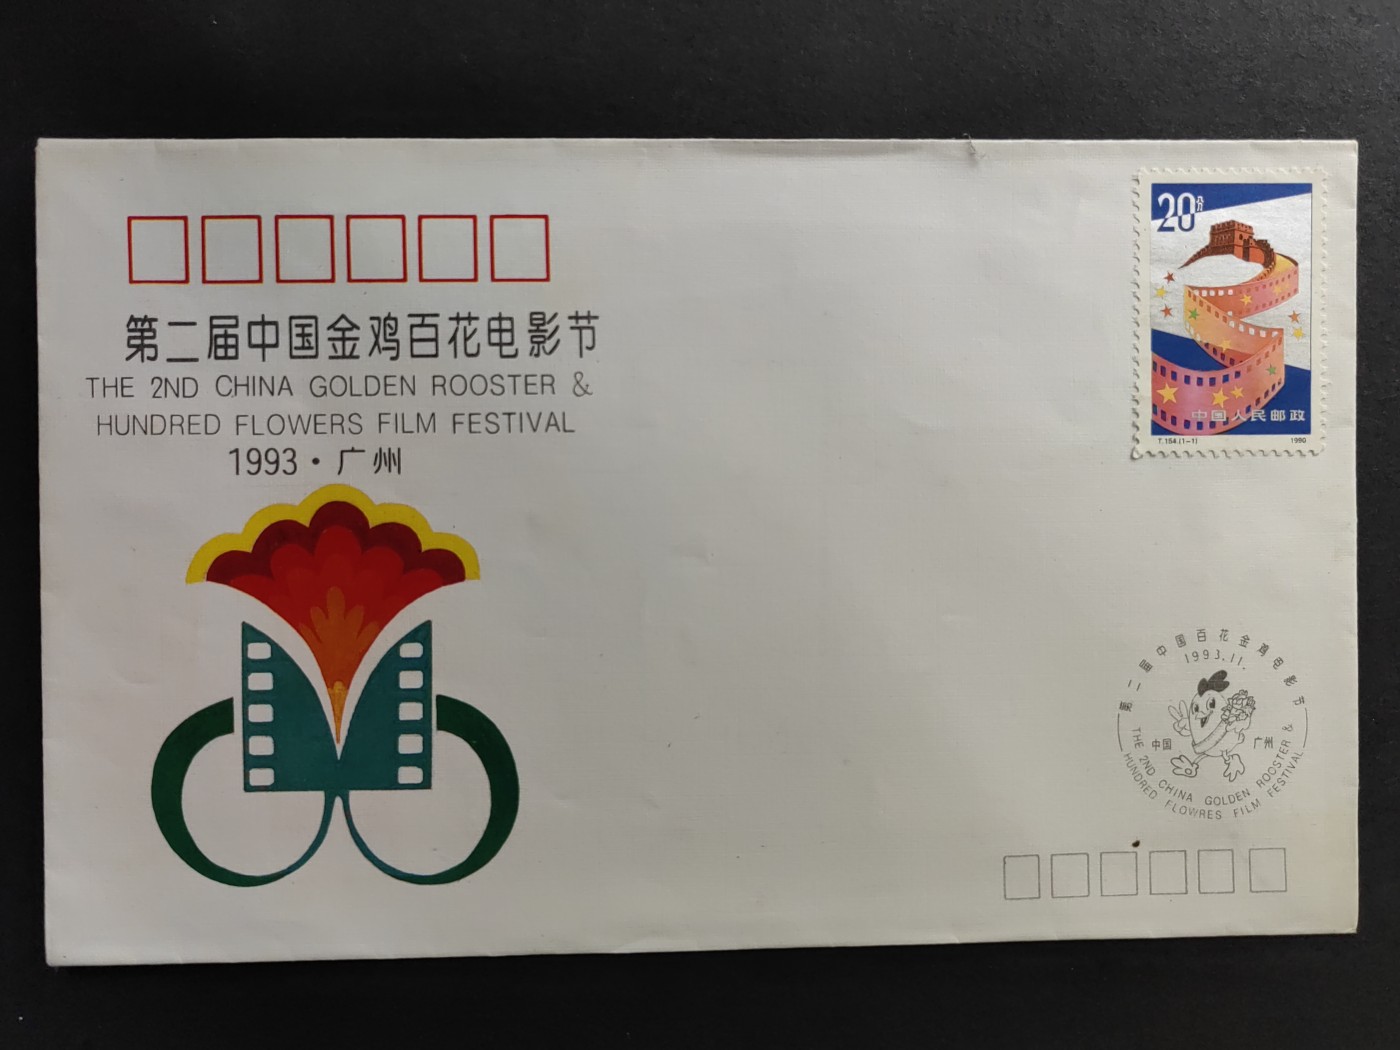 第二届中国金鸡百花电影节
THE 2ND CHINA GOLDEN ROOSTER &
HUNDRED FLOWERS FILM FESTIVAL
1993·广州
20分
中国人民邮政
T.154.(1-1)
1990
第二届中国百花金鸡电影节
1993.11.
中国
广州
THE 2ND CHINA GOLDEN ROOSTER &
HUNDRED FLOWRES FILM FESTIVAL